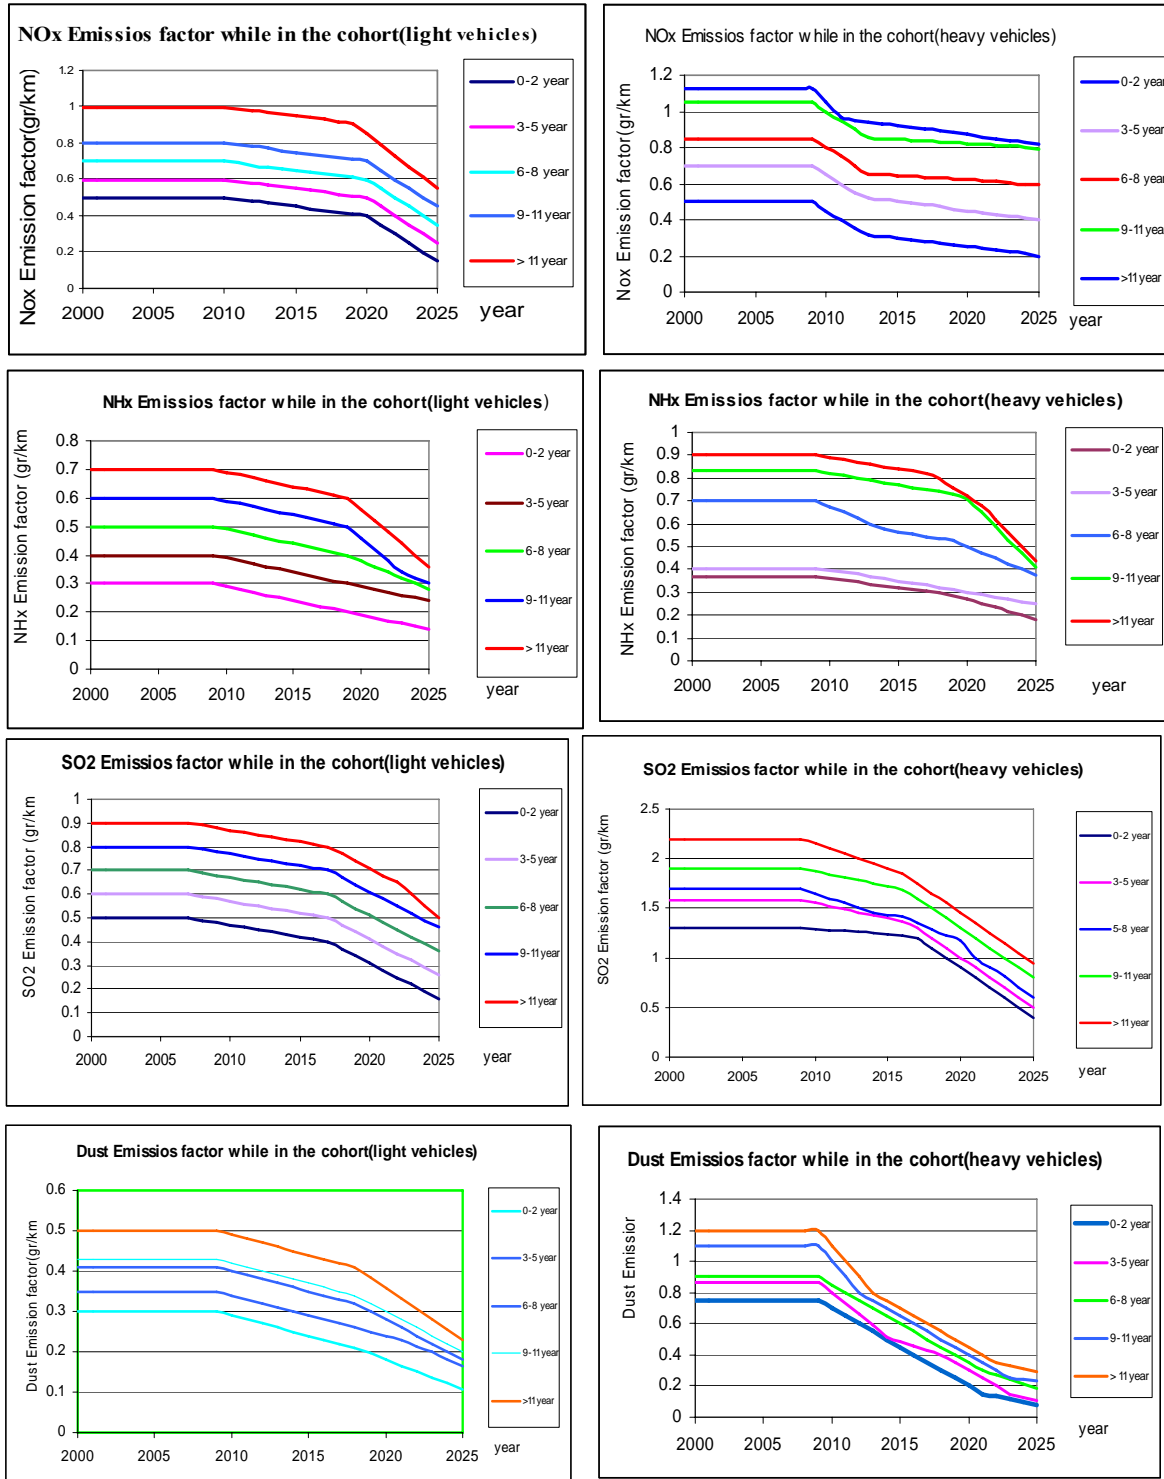 NOx Emissios factor while in the cohort(light vehicles)
Nox Emission factor(gr/km)
1.2
1
0.8
0.6
0.4
0.2
0
2000 2005 2010 2015 2020 2025 year
0-2 year
3-5 year
6-8 year
9-11 year
> 11 year
NOx Emissios factor while in the cohort(heavy vehicles)
Nox Emission factor(gr/km)
1.2
1
0.8
0.6
0.4
0.2
0
2000 2005 2010 2015 2020 2025 year
0-2 year
3-5 year
6-8 year
9-11 year
>11 year
NHx Emissios factor while in the cohort(light vehicles)
NHx Emission factor (gr/km
0.8
0.7
0.6
0.5
0.4
0.3
0.2
0.1
0
2000 2005 2010 2015 2020 2025 year
0-2 year
3-5 year
6-8 year
9-11 year
> 11 year
NHx Emissios factor while in the cohort(heavy vehicles)
NHx Emission factor (gr/km
1
0.9
0.8
0.7
0.6
0.5
0.4
0.3
0.2
0.1
0
2000 2005 2010 2015 2020 2025 year
0-2 year
3-5 year
6-8 year
9-11 year
>11 year
SO2 Emissios factor while in the cohort(light vehicles)
SO2 Emission factor (gr/km
1
0.9
0.8
0.7
0.6
0.5
0.4
0.3
0.2
0.1
0
2000 2005 2010 2015 2020 2025 year
0-2 year
3-5 year
6-8 year
9-11 year
> 11 year
SO2 Emissios factor while in the cohort(heavy vehicles)
SO2 Emission factor (gr/km
2.5
2
1.5
1
0.5
0
2000 2005 2010 2015 2020 2025 year
0-2 year
3-5 year
5-8 year
9-11 year
> 11 year
Dust Emissios factor while in the cohort(light vehicles)
Dust Emission factor(gr/km
0.6
0.5
0.4
0.3
0.2
0.1
0
2000 2005 2010 2015 2020 2025 year
0-2 year
3-5 year
6-8 year
9-11 year
>11 year
Dust Emissios factor while in the cohort(heavy vehicles)
Dust Emissior
1.4
1.2
1
0.8
0.6
0.4
0.2
0
2000 2005 2010 2015 2020 2025 year
0-2 year
3-5 year
6-8 year
9-11 year
> 11 year